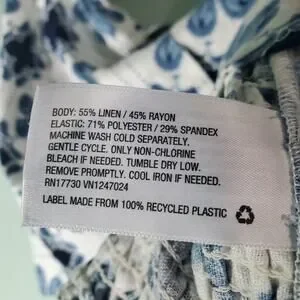 BODY: 55% LINEN / 45% RAYON
ELASTIC: 71% POLYESTER / 29% SPANDEX
MACHINE WASH COLD SEPARATELY.
GENTLE CYCLE. ONLY NON-CHLORINE
BLEACH IF NEEDED. TUMBLE DRY LOW.
REMOVE PROMPTLY. COOL IRON IF NEEDED.
RN17730 VN1247024
LABEL MADE FROM 100% RECYCLED PLASTIC